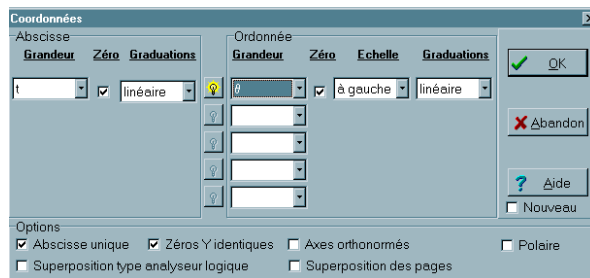 Coordonnées
Abscisse
Grandeur Zéro Graduations
t linéaire
Ordonnée
Grandeur Zéro Echelle Graduations
θ à gauche linéaire
OK
Abandon
Aide
Nouveau
Options
Abscisse unique Zéros Y identiques Axes orthonormés Polaire
Superposition type analyseur logique Superposition des pages